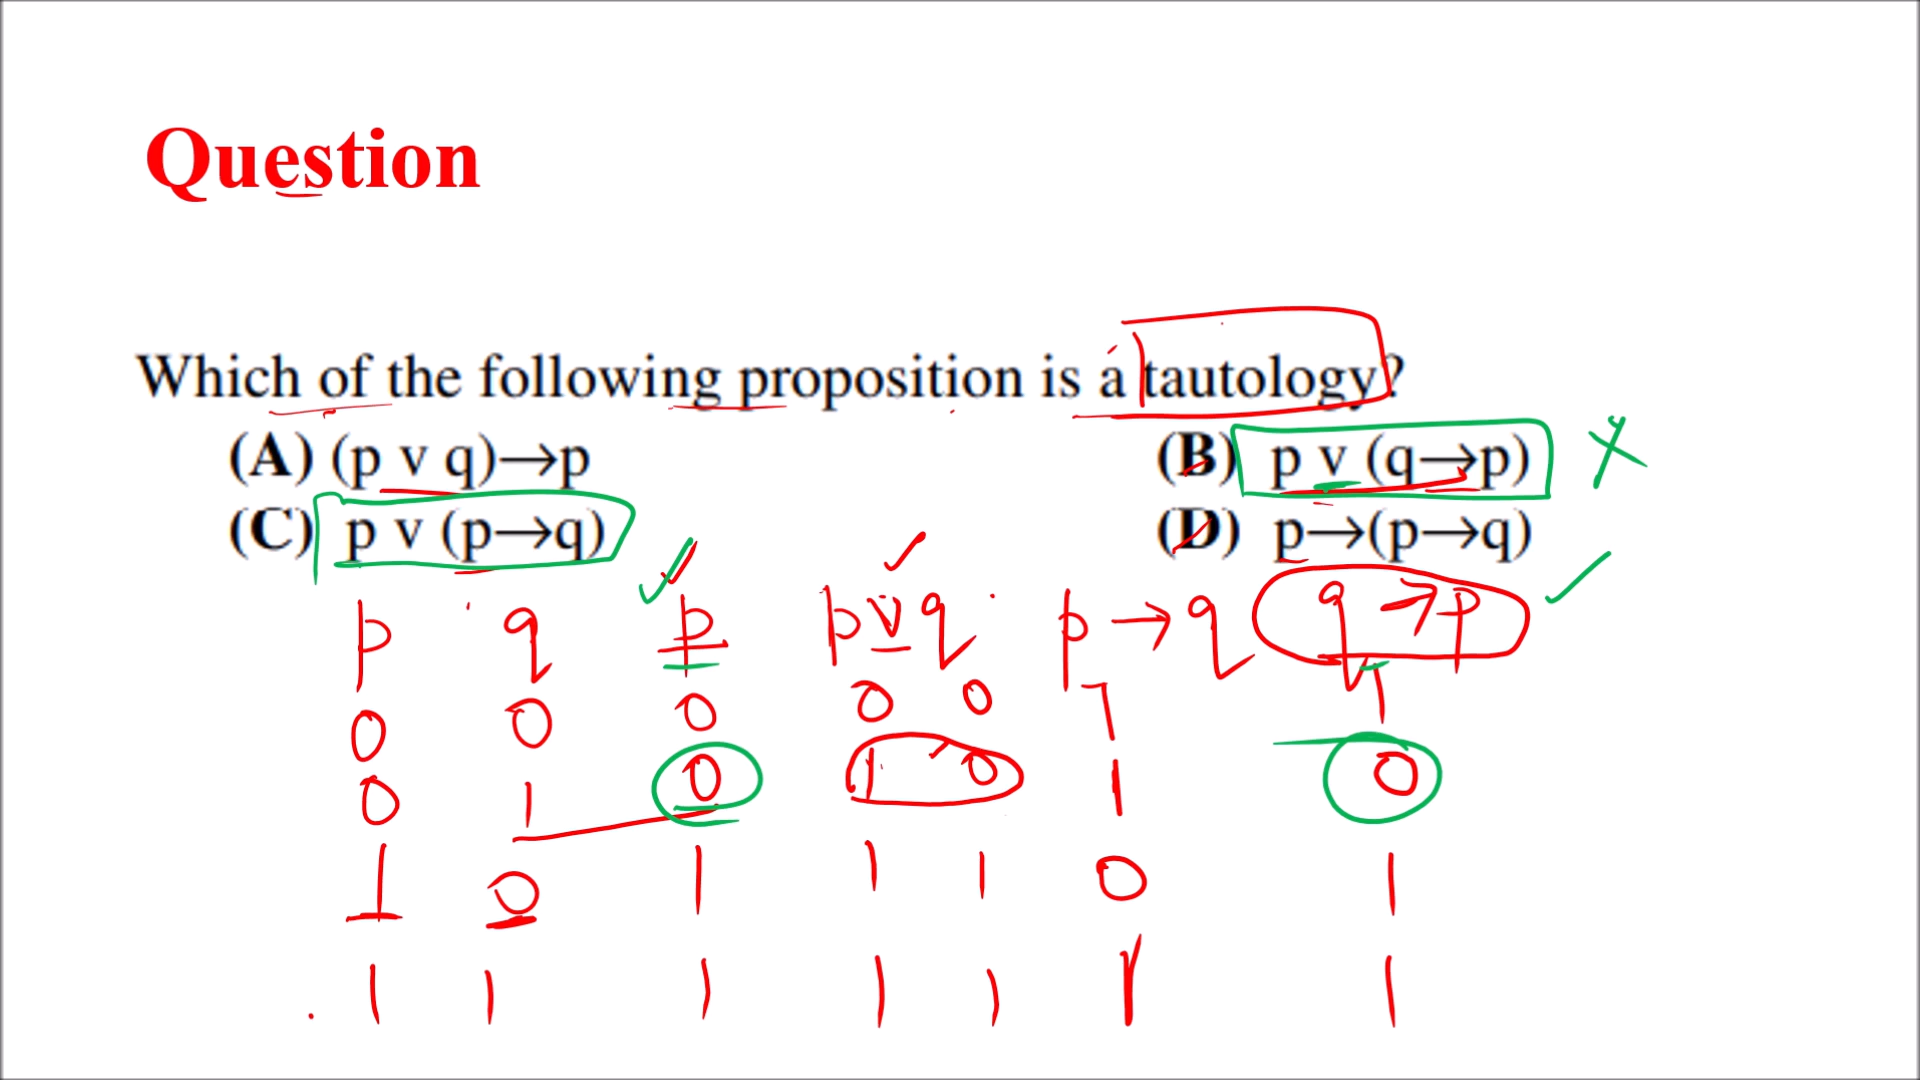 Question
Which of the following proposition is a tautology?
(A) (p v q)→p (B) p v (q→p) ✗
(C) p v (p→q) (D) p→(p→q)
p q p p v q p → q q → p
0 0 0 0 0 1 1
0 1 0 1 0 1 0
1 0 1 1 1 0 1
1 1 1 1 1 1 1